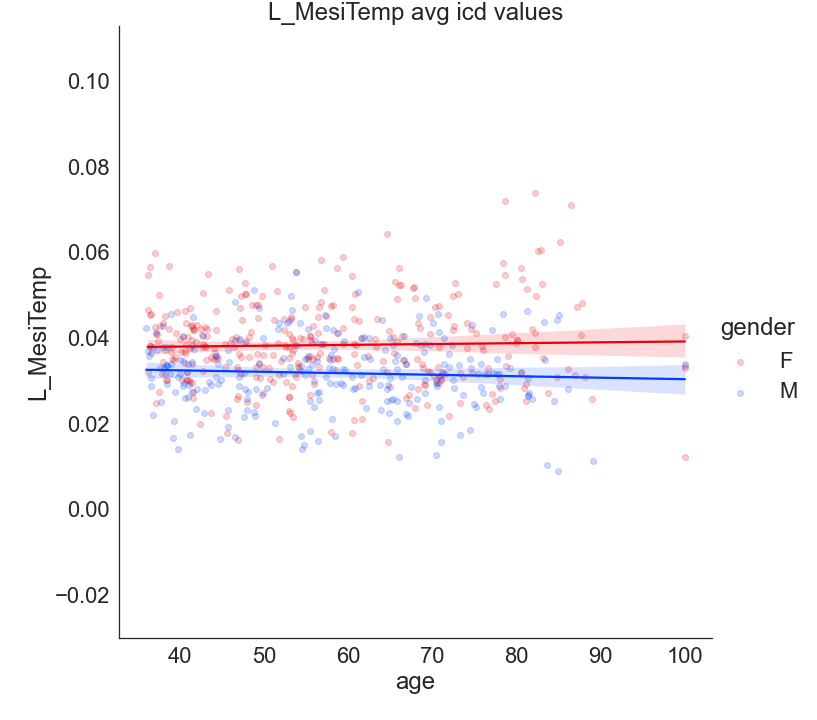 L_MesiTemp avg icd values
0.10
0.08
0.06
0.04
0.02
0.00
−0.02
L_MesiTemp
40 50 60 70 80 90 100
age
gender
F
M